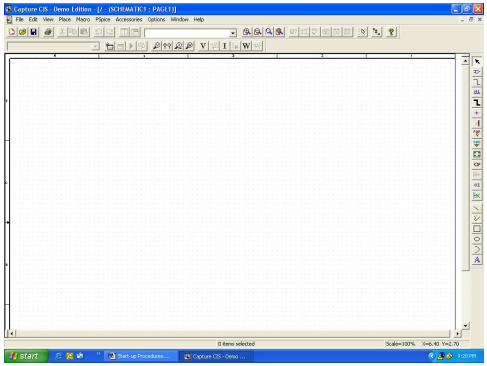 Capture CIS - Demo Edition - [/ - (SCHEMATIC1 : PAGE1)]
File Edit View Place Macro PSpice Accessories Options Window Help
V I W
0 items selected Scale=100% X=6.40 Y=2.70
start Start-up Procedures... Capture CIS - Demo ... 9:20 PM